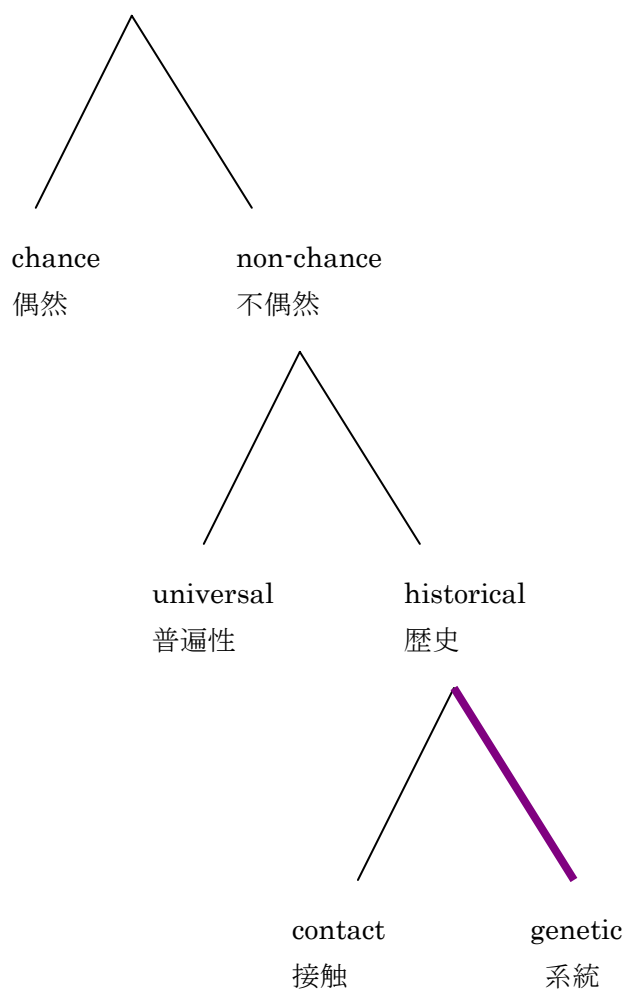 chance non-chance
偶然 不偶然
universal historical
普遍性 歴史
contact genetic
接触 系統